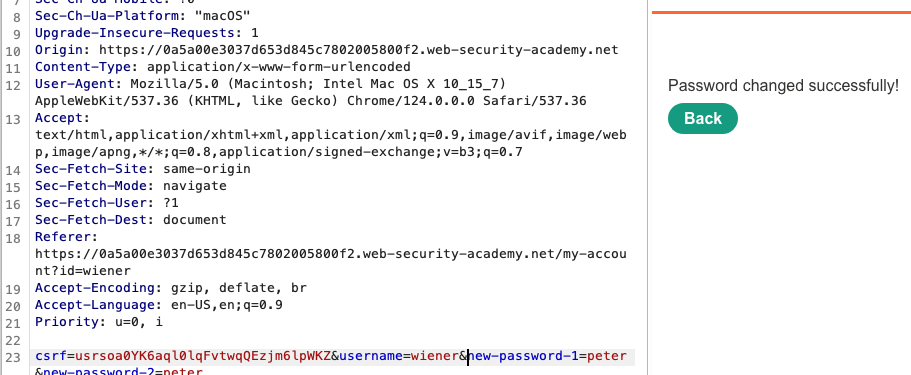 7 Sec-Ch-Ua-Mobile: ?0
8 Sec-Ch-Ua-Platform: "macOS"
9 Upgrade-Insecure-Requests: 1
10 Origin: https://0a5a00e3037d653d845c7802005800f2.web-security-academy.net
11 Content-Type: application/x-www-form-urlencoded
12 User-Agent: Mozilla/5.0 (Macintosh; Intel Mac OS X 10_15_7)
AppleWebKit/537.36 (KHTML, like Gecko) Chrome/124.0.0.0 Safari/537.36
13 Accept:
text/html,application/xhtml+xml,application/xml;q=0.9,image/avif,image/web
p,image/apng,*/*;q=0.8,application/signed-exchange;v=b3;q=0.7
14 Sec-Fetch-Site: same-origin
15 Sec-Fetch-Mode: navigate
16 Sec-Fetch-User: ?1
17 Sec-Fetch-Dest: document
18 Referer:
https://0a5a00e3037d653d845c7802005800f2.web-security-academy.net/my-accou
nt?id=wiener
19 Accept-Encoding: gzip, deflate, br
20 Accept-Language: en-US,en;q=0.9
21 Priority: u=0, i
22
23 csrf=usrsoa0YK6aql0lqFvtwqQEzjm6lpWKZ&username=wiener&new-password-1=peter
&new-password-2=peter
Password changed successfully!
Back